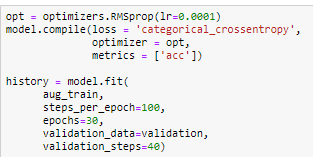 opt = optimizers.RMSprop(lr=0.0001)
model.compile(loss = 'categorical_crossentropy',
optimizer = opt,
metrics = ['acc'])
history = model.fit(
aug_train,
steps_per_epoch=100,
epochs=30,
validation_data=validation,
validation_steps=40)